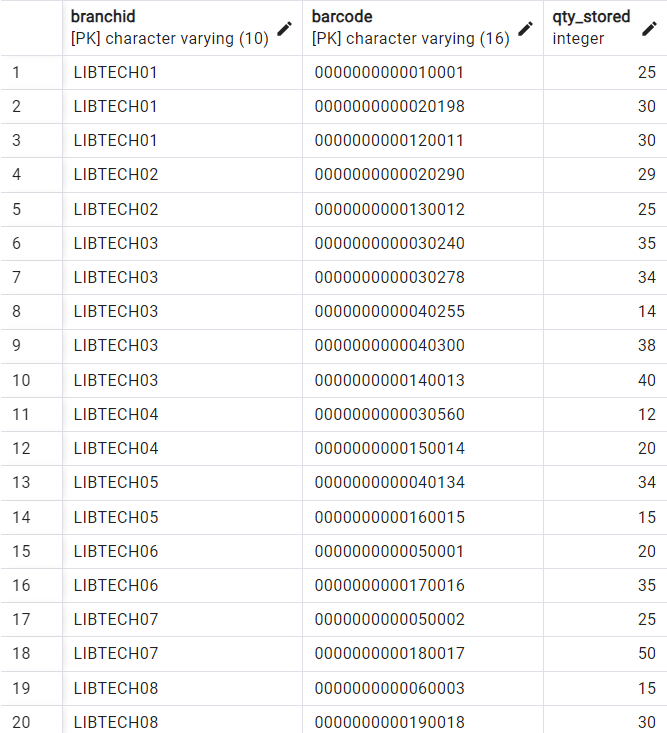 branchid barcode qty_stored
[PK] character varying (10) [PK] character varying (16) integer
1 LIBTECH01 0000000000010001 25
2 LIBTECH01 0000000000020198 30
3 LIBTECH01 0000000000120011 30
4 LIBTECH02 0000000000020290 29
5 LIBTECH02 0000000000130012 25
6 LIBTECH03 0000000000030240 35
7 LIBTECH03 0000000000030278 34
8 LIBTECH03 0000000000040255 14
9 LIBTECH03 0000000000040300 38
10 LIBTECH03 0000000000140013 40
11 LIBTECH04 0000000000030560 12
12 LIBTECH04 0000000000150014 20
13 LIBTECH05 0000000000040134 34
14 LIBTECH05 0000000000160015 15
15 LIBTECH06 0000000000050001 20
16 LIBTECH06 0000000000170016 35
17 LIBTECH07 0000000000050002 25
18 LIBTECH07 0000000000180017 50
19 LIBTECH08 0000000000060003 15
20 LIBTECH08 0000000000190018 30